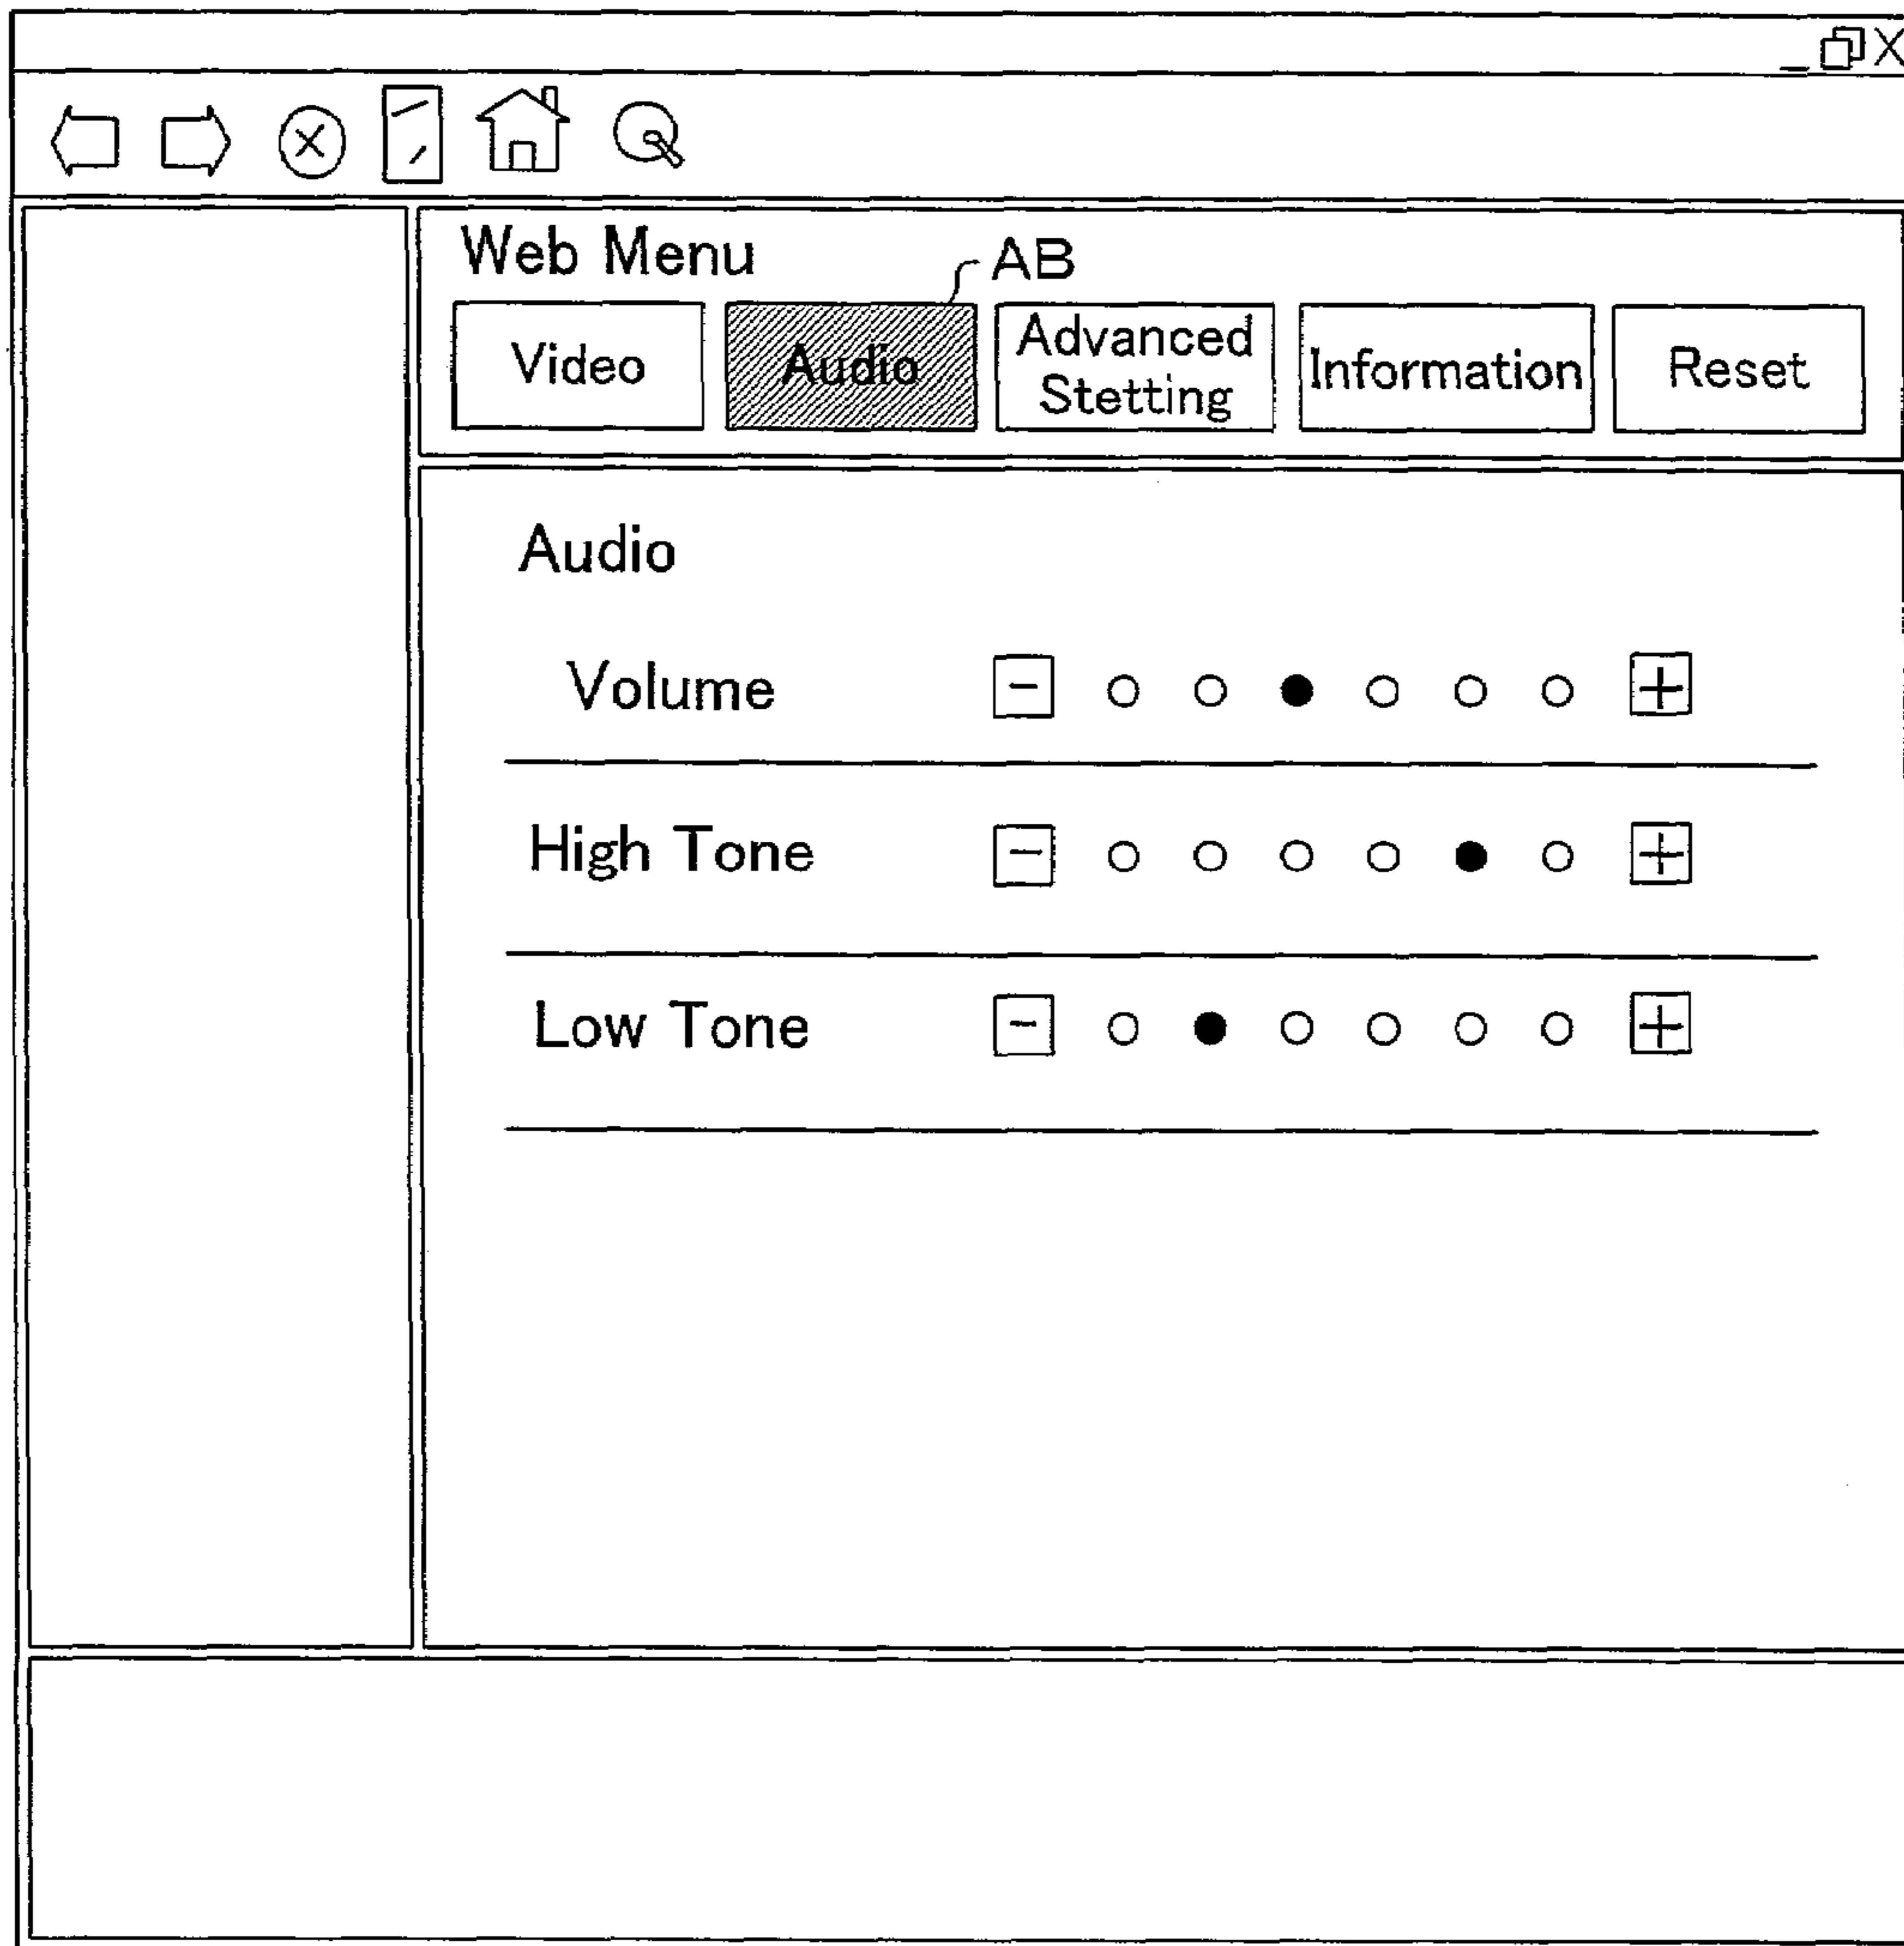 Web Menu
AB
Video
Audio
Advanced
Stetting
Information
Reset
Audio
Volume - +
High Tone - +
Low Tone - +